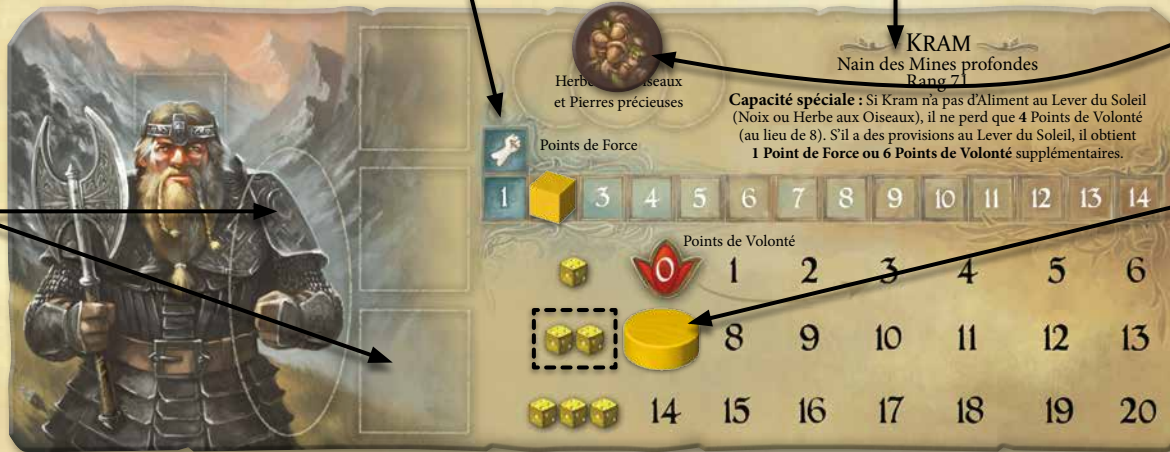 KRAM
Nain des Mines profondes
Rang 71
Capacité spéciale : Si Kram n'a pas d'Aliment au Lever du Soleil
(Noix ou Herbe aux Oiseaux), il ne perd que 4 Points de Volonté
(au lieu de 8). S'il a des provisions au Lever du Soleil, il obtient
1 Point de Force ou 6 Points de Volonté supplémentaires.
et Pierres précieuses
Points de Force
1 3 4 5 6 7 8 9 10 11 12 13 14
Points de Volonté
0 1 2 3 4 5 6
8 9 10 11 12 13
14 15 16 17 18 19 20